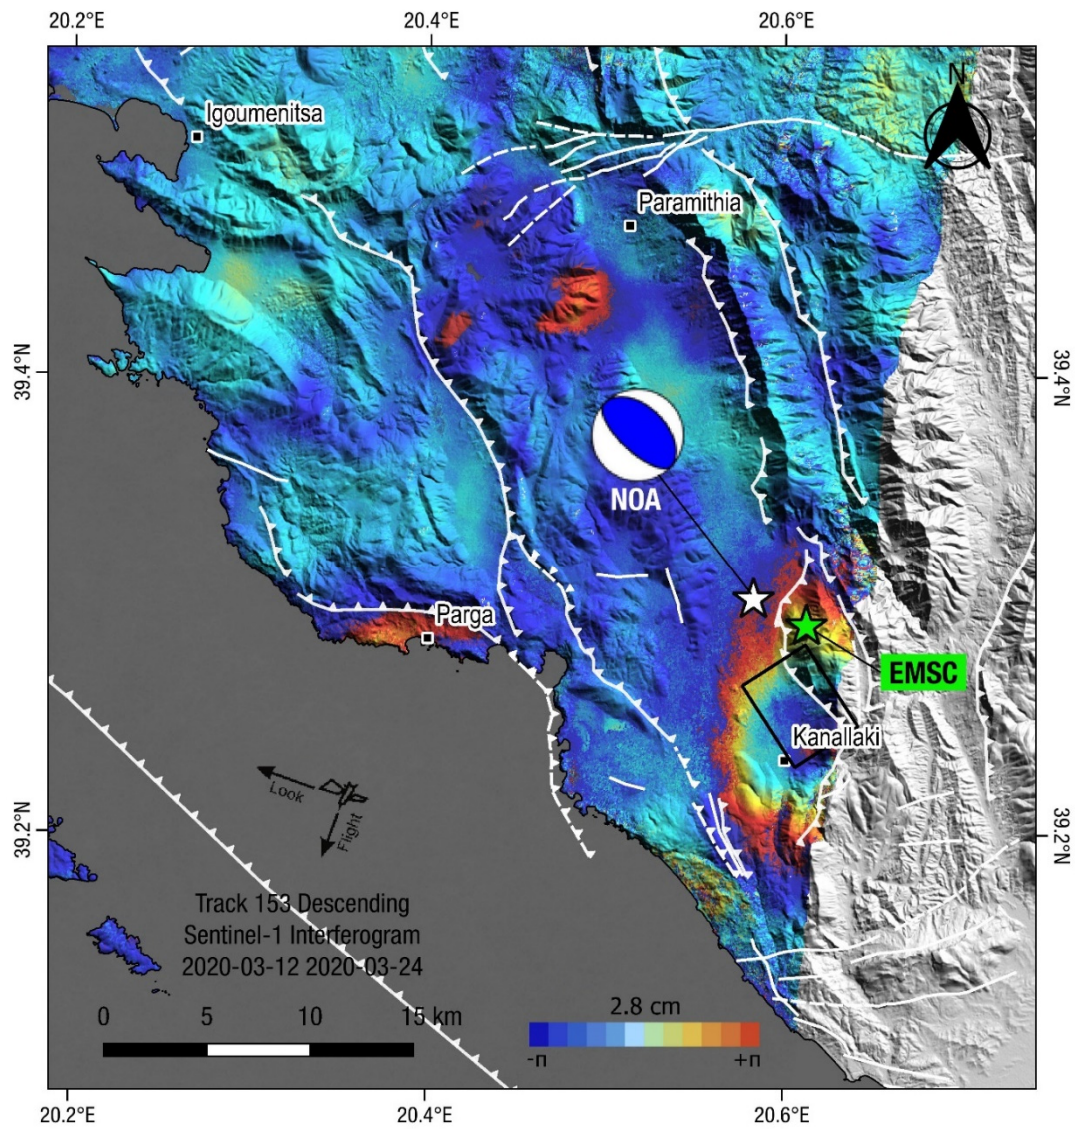 20.2°E
20.4°E
20.6°E
N
Igoumenitsa
Paramithia
39.4°N
39.4°N
NOA
Parga
EMSC
Kanallaki
Look
Flight
39.2°N
39.2°N
Track 153 Descending
Sentinel-1 Interferogram
2020-03-12 2020-03-24
0 5 10 15 km
2.8 cm
-π +π
20.2°E
20.4°E
20.6°E